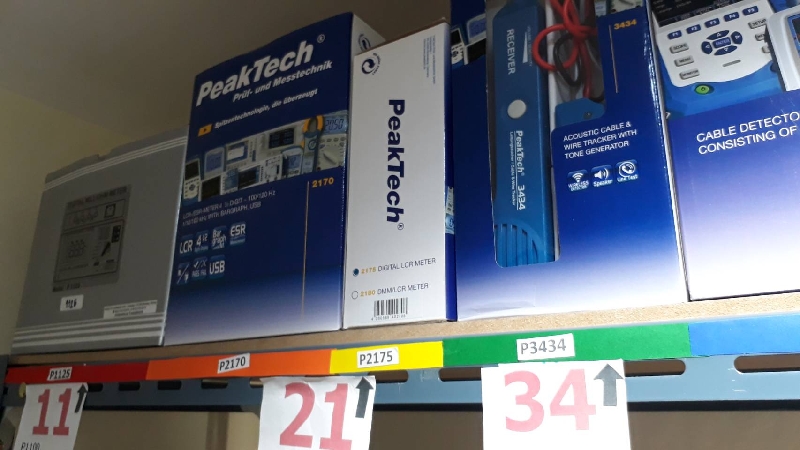 PeakTech®
Prüf- und Messtechnik
Spitzentechnologie, die überzeugt
2170
LCR
ESR
USB
PeakTech®
2175 DIGITAL LCR METER
2180 DMM/LCR METER
RECEIVER
PeakTech® 3434
3434
ACOUSTIC CABLE &
WIRE TRACKER WITH
TONE GENERATOR
Speaker
CABLE DETECTO
CONSISTING OF
P1125
P2170
P2175
P3434
11
21
34